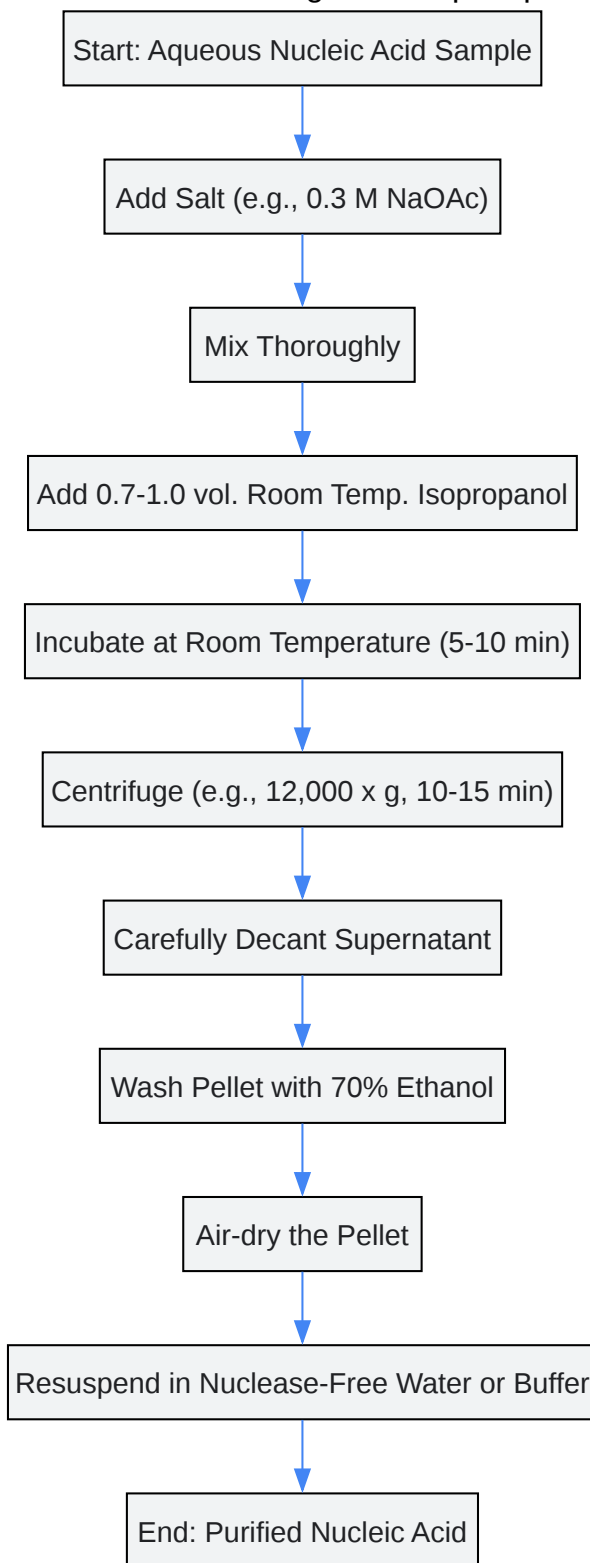 Start: Aqueous Nucleic Acid Sample
Add Salt (e.g., 0.3 M NaOAc)
Mix Thoroughly
Add 0.7-1.0 vol. Room Temp. Isopropanol
Incubate at Room Temperature (5-10 min)
Centrifuge (e.g., 12,000 x g, 10-15 min)
Carefully Decant Supernatant
Wash Pellet with 70% Ethanol
Air-dry the Pellet
Resuspend in Nuclease-Free Water or Buffer
End: Purified Nucleic Acid